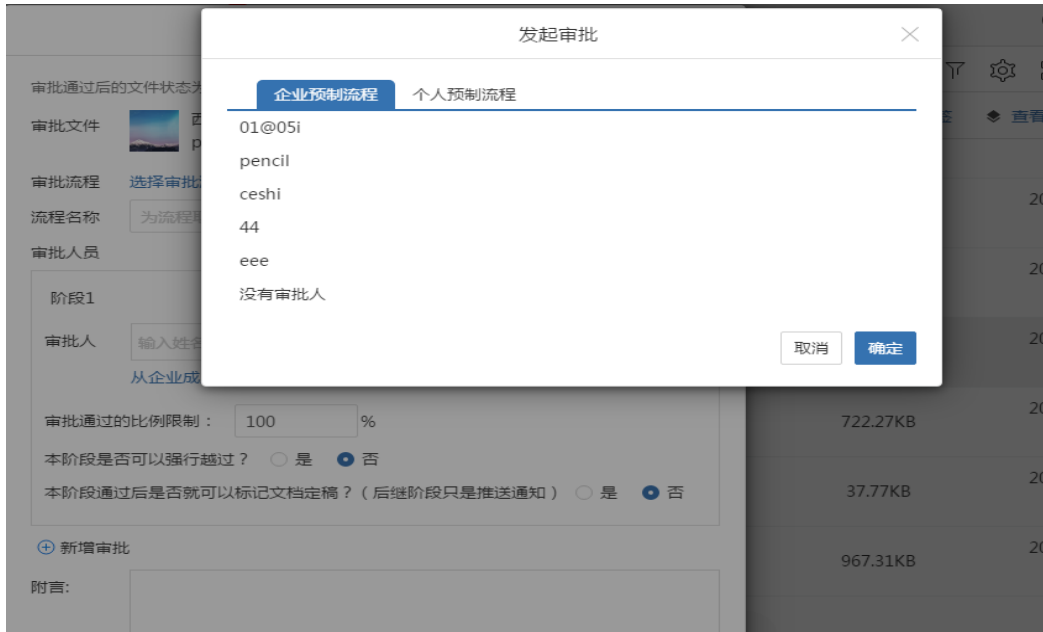 发起审批
企业预制流程 个人预制流程
01@05i
pencil
ceshi
44
eee
没有审批人
取消 确定
审批通过后的文件状态为
审批文件
审批流程 选择审批
流程名称 为流程
审批人员
阶段1
审批人 输入姓名
从企业成
审批通过的比例限制： 100 %
本阶段是否可以强行越过？ 是 否
本阶段通过后是否就可以标记文档定稿？（后继阶段只是推送通知） 是 否
新增审批
附言:
查看
20
20
20
722.27KB 20
37.77KB 20
967.31KB 20